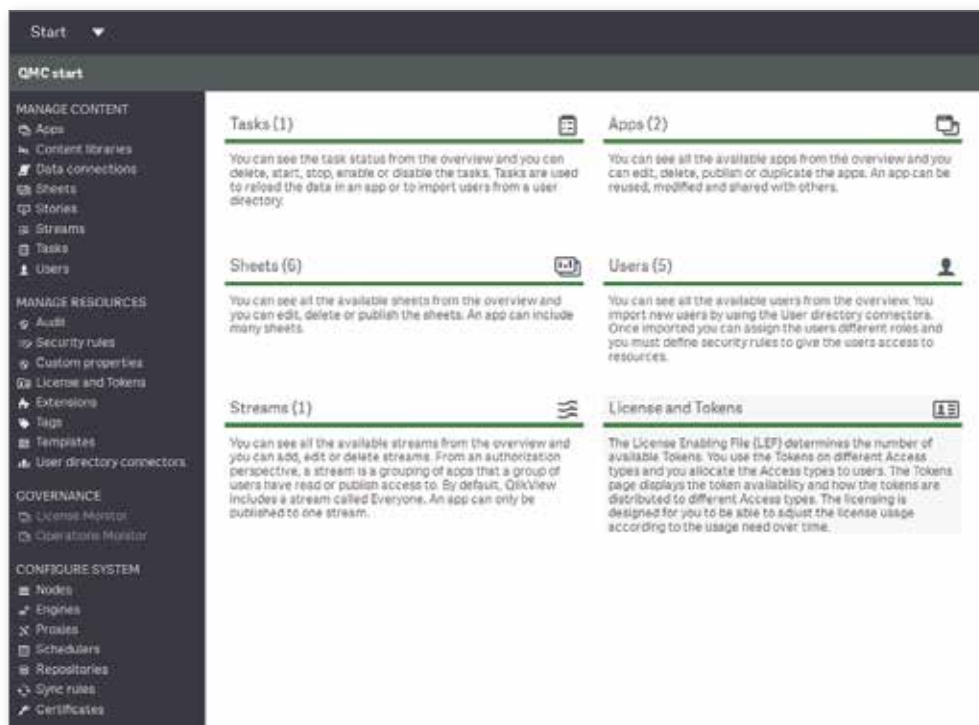 Start
QMC start
MANAGE CONTENT
Apps
Content libraries
Data connections
Sheets
Stories
Streams
Tasks
Users
MANAGE RESOURCES
Audit
Security rules
Custom properties
License and Tokens
Extensions
Tags
Templates
User directory connectors
GOVERNANCE
License Monitor
Operations Monitor
CONFIGURE SYSTEM
Nodes
Engines
Proxies
Schedulers
Repositories
Sync rules
Certificates
Tasks (1)
You can see the task status from the overview and you can
delete, start, stop, enable or disable the tasks. Tasks are used
to reload the data in an app or to import users from a user
directory.
Apps (2)
You can see all the available apps from the overview and you
can edit, delete, publish or duplicate the apps. An app can be
reused, modified and shared with others.
Sheets (6)
You can see all the available sheets from the overview and
you can edit, delete or publish the sheets. An app can include
many sheets.
Users (5)
You can see all the available users from the overview. You
import new users by using the User directory connectors.
Once imported you can assign the users different roles and
you must define security rules to give the users access to
resources.
Streams (1)
You can see all the available streams from the overview and
you can add, edit or delete streams. From an authorization
perspective, a stream is a grouping of apps that a group of
users have read or publish access to. By default, QlikView
includes a stream called Everyone. An app can only be
published to one stream.
License and Tokens
The License Enabling File (LEF) determines the number of
available Tokens. You use the Tokens on different Access
types and you allocate the Access types to users. The Tokens
page displays the token availability and how the tokens are
distributed to different Access types. The licensing is
designed for you to be able to adjust the license usage
according to the usage need over time.